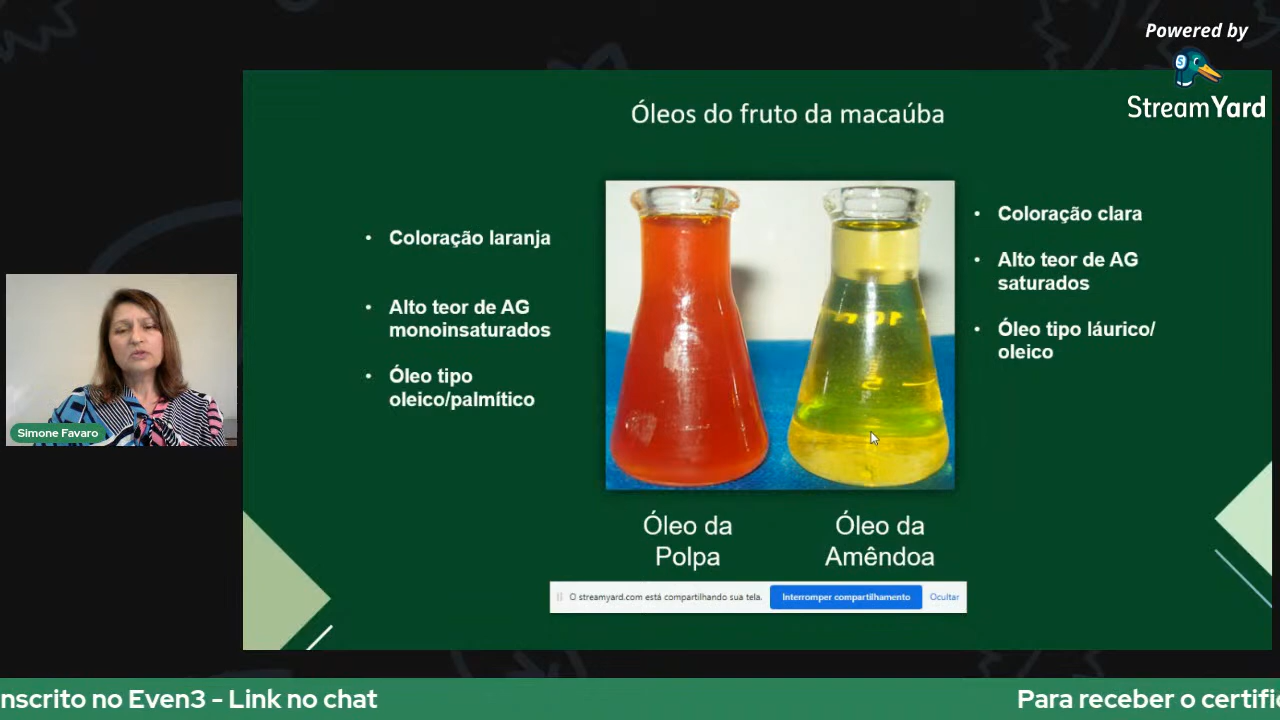 Powered by
StreamYard
Óleos do fruto da macaúba
• Coloração laranja
• Alto teor de AG
monoinsaturados
• Óleo tipo
oleico/palmítico
• Coloração clara
• Alto teor de AG
saturados
• Óleo tipo láurico/
oleico
Óleo da
Polpa
Óleo da
Amêndoa
Simone Favaro
O streamyard.com está compartilhando sua tela.
Interromper compartilhamento
Ocultar
nscrito no Even3 - Link no chat
Para receber o certific